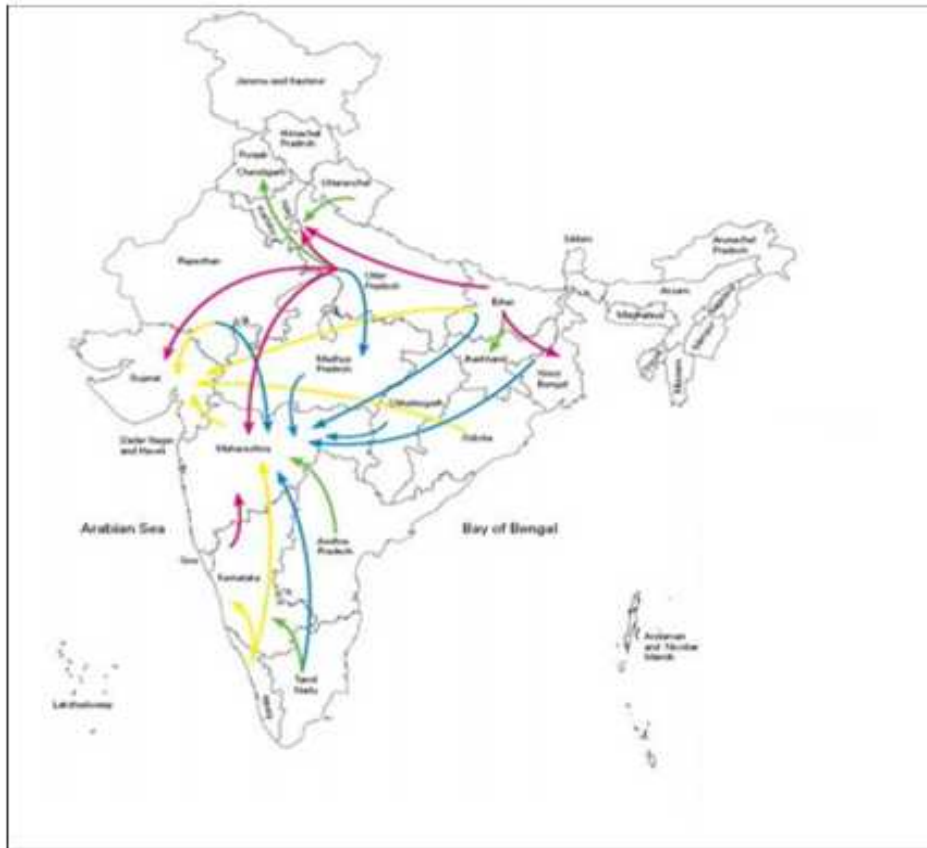 Jammu and Kashmir
Himachal
Pradesh
Punjab
Chandigarh
Uttaranchal
Rajasthan
Uttar
Pradesh
Sikkim
Arunachal
Pradesh
Assam
Meghalaya
Bihar
Jharkhand
West
Bengal
Gujarat
Madhya
Pradesh
Chhattisgarh
Orissa
Dadar Nagar
and Haveli
Maharashtra
Arabian Sea
Bay of Bengal
Andhra
Pradesh
Goa
Karnataka
Tamil
Nadu
Kerala
Lakshadweep
Andaman
and Nicobar
Islands